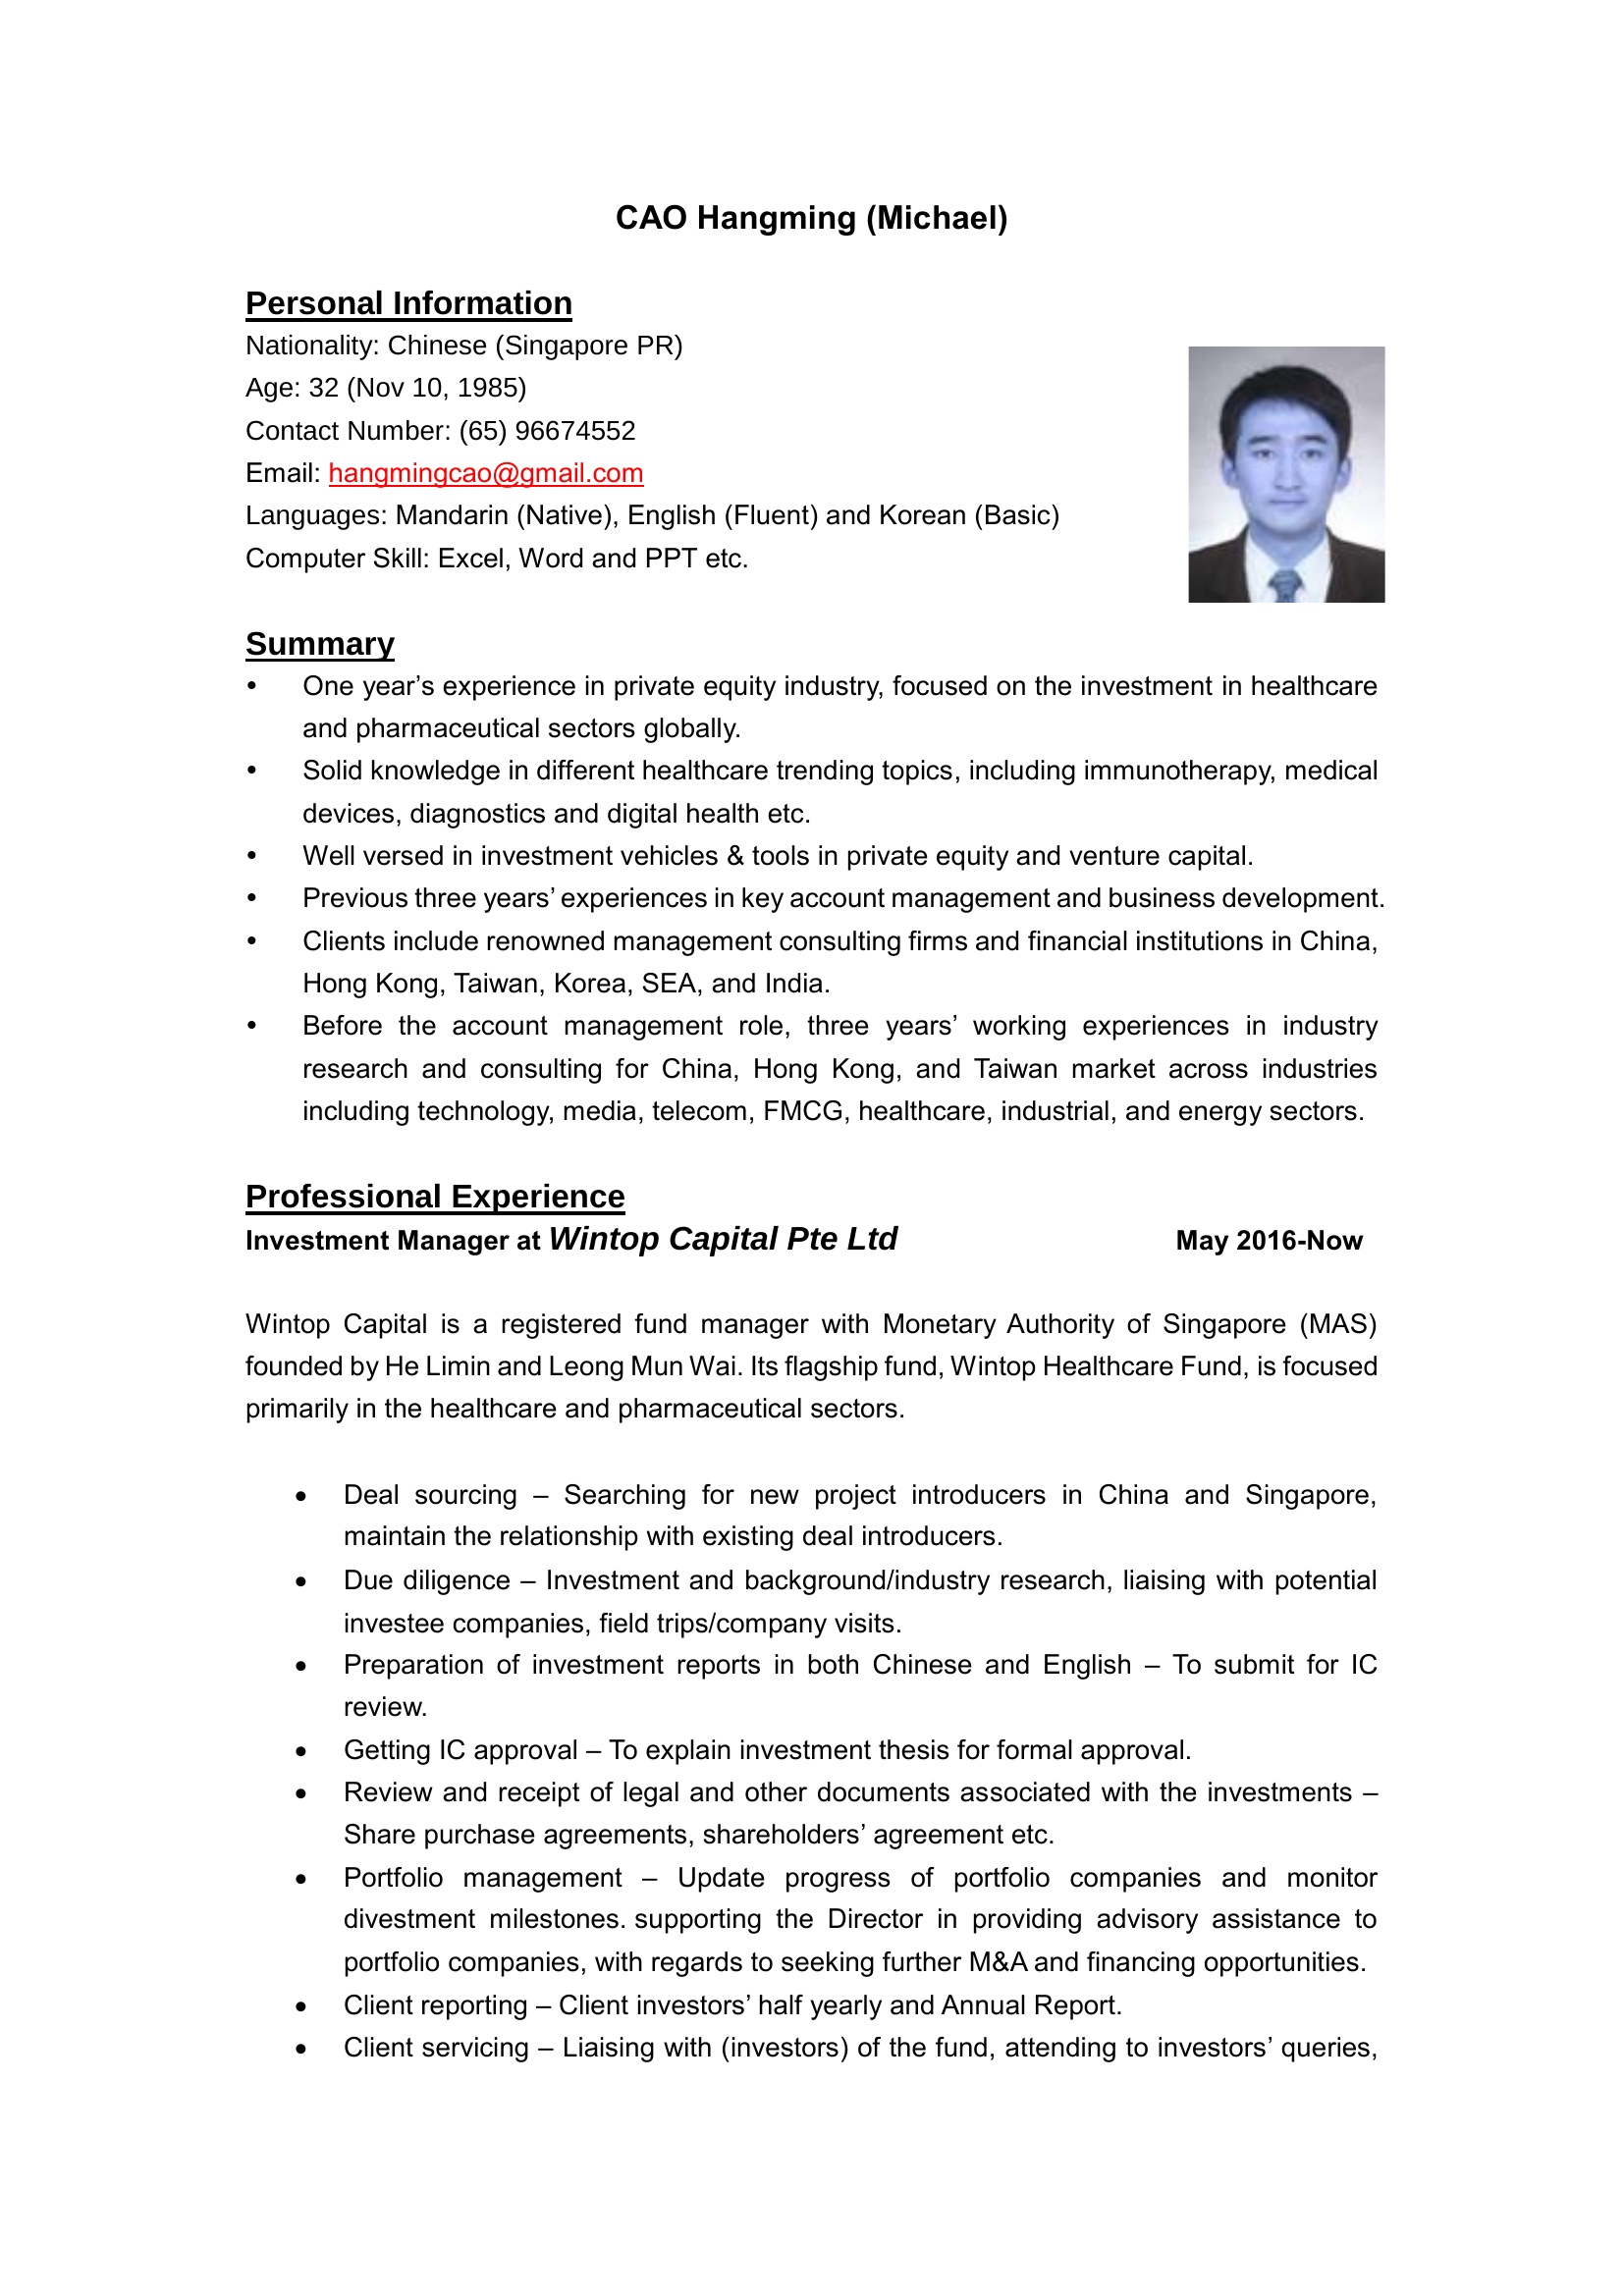 CAO Hangming (Michael)
Personal Information
Nationality: Chinese (Singapore PR)
Age: 32 (Nov 10, 1985)
Contact Number: (65) 96674552
Email: hangmingcao@gmail.com
Languages: Mandarin (Native), English (Fluent) and Korean (Basic)
Computer Skill: Excel, Word and PPT etc.
Summary
• One year’s experience in private equity industry, focused on the investment in healthcare
and pharmaceutical sectors globally.
• Solid knowledge in different healthcare trending topics, including immunotherapy, medical
devices, diagnostics and digital health etc.
• Well versed in investment vehicles & tools in private equity and venture capital.
• Previous three years’ experiences in key account management and business development.
• Clients include renowned management consulting firms and financial institutions in China,
Hong Kong, Taiwan, Korea, SEA, and India.
• Before the account management role, three years’ working experiences in industry
research and consulting for China, Hong Kong, and Taiwan market across industries
including technology, media, telecom, FMCG, healthcare, industrial, and energy sectors.
Professional Experience
Investment Manager at Wintop Capital Pte Ltd May 2016-Now
Wintop Capital is a registered fund manager with Monetary Authority of Singapore (MAS)
founded by He Limin and Leong Mun Wai. Its flagship fund, Wintop Healthcare Fund, is focused
primarily in the healthcare and pharmaceutical sectors.
• Deal sourcing – Searching for new project introducers in China and Singapore,
maintain the relationship with existing deal introducers.
• Due diligence – Investment and background/industry research, liaising with potential
investee companies, field trips/company visits.
• Preparation of investment reports in both Chinese and English – To submit for IC
review.
• Getting IC approval – To explain investment thesis for formal approval.
• Review and receipt of legal and other documents associated with the investments –
Share purchase agreements, shareholders’ agreement etc.
• Portfolio management – Update progress of portfolio companies and monitor
divestment milestones. supporting the Director in providing advisory assistance to
portfolio companies, with regards to seeking further M&A and financing opportunities.
• Client reporting – Client investors’ half yearly and Annual Report.
• Client servicing – Liaising with (investors) of the fund, attending to investors’ queries,